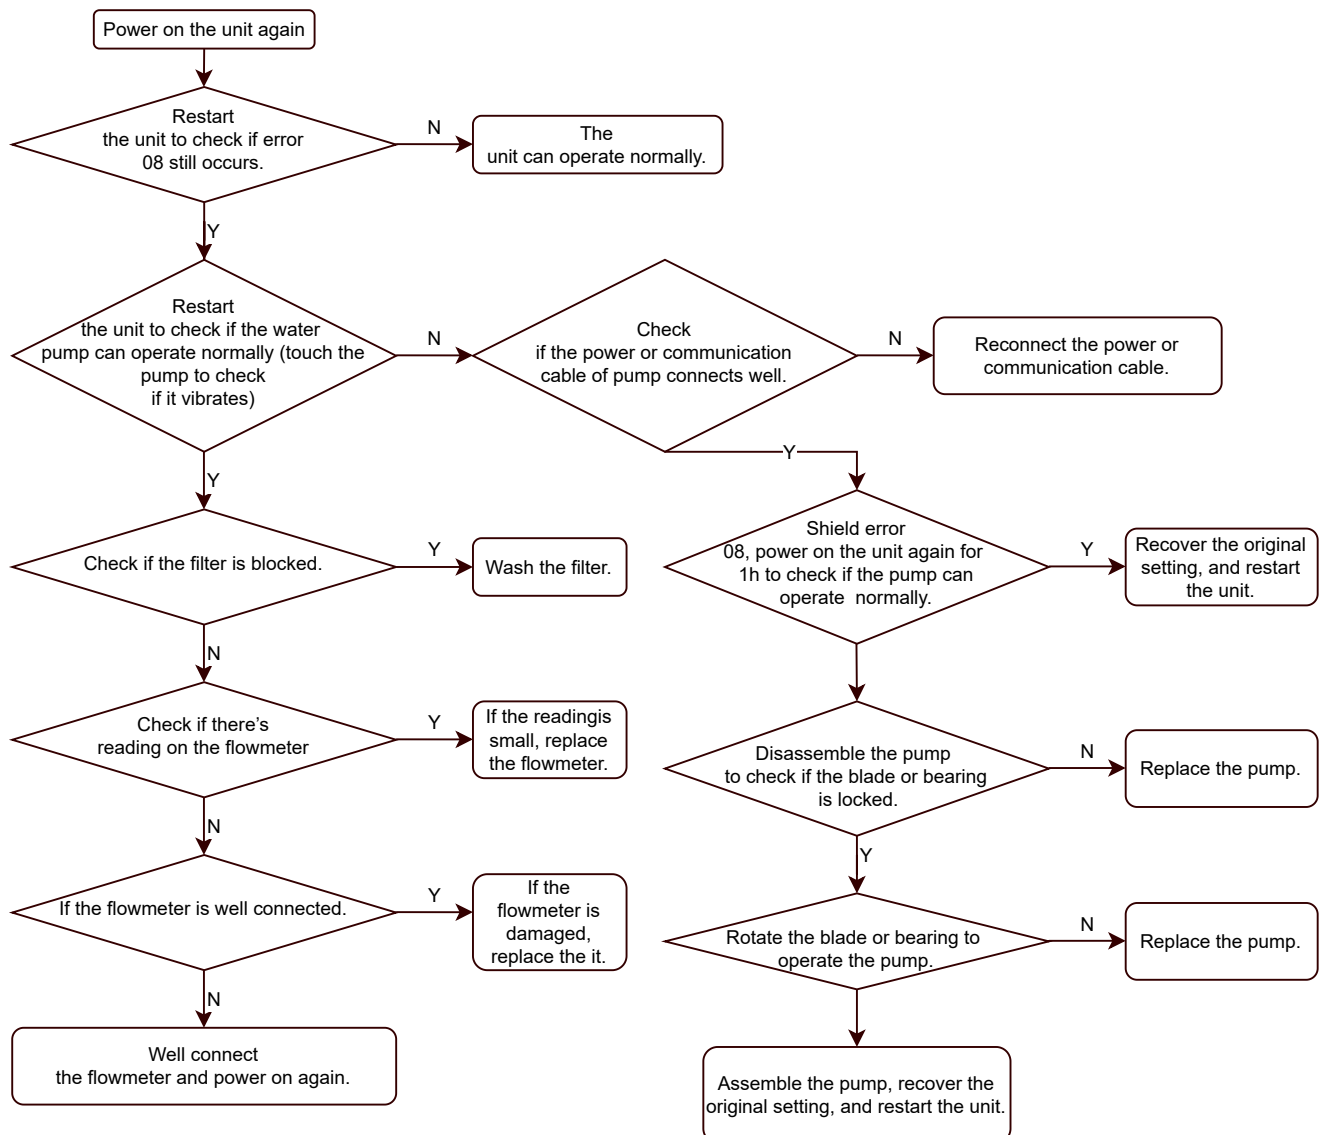 Power on the unit again
Restart
the unit to check if error
08 still occurs.
N
The
unit can operate normally.
Y
Restart
the unit to check if the water
pump can operate normally (touch the
pump to check
if it vibrates)
N
Check
if the power or communication
cable of pump connects well.
N
Reconnect the power or
communication cable.
Y
Y
Check if the filter is blocked.
Y
Wash the filter.
Shield error
08, power on the unit again for
1h to check if the pump can
operate  normally.
Y
Recover the original
setting, and restart
the unit.
N
Check if there's
reading on the flowmeter
Y
If the readingis
small, replace
the flowmeter.
Disassemble the pump
to check if the blade or bearing
is locked.
N
Replace the pump.
N
Y
If the flowmeter is well connected.
Y
If the
flowmeter is
damaged,
replace the it.
Rotate the blade or bearing to
operate the pump.
N
Replace the pump.
N
Well connect
the flowmeter and power on again.
Assemble the pump, recover the
original setting, and restart the unit.